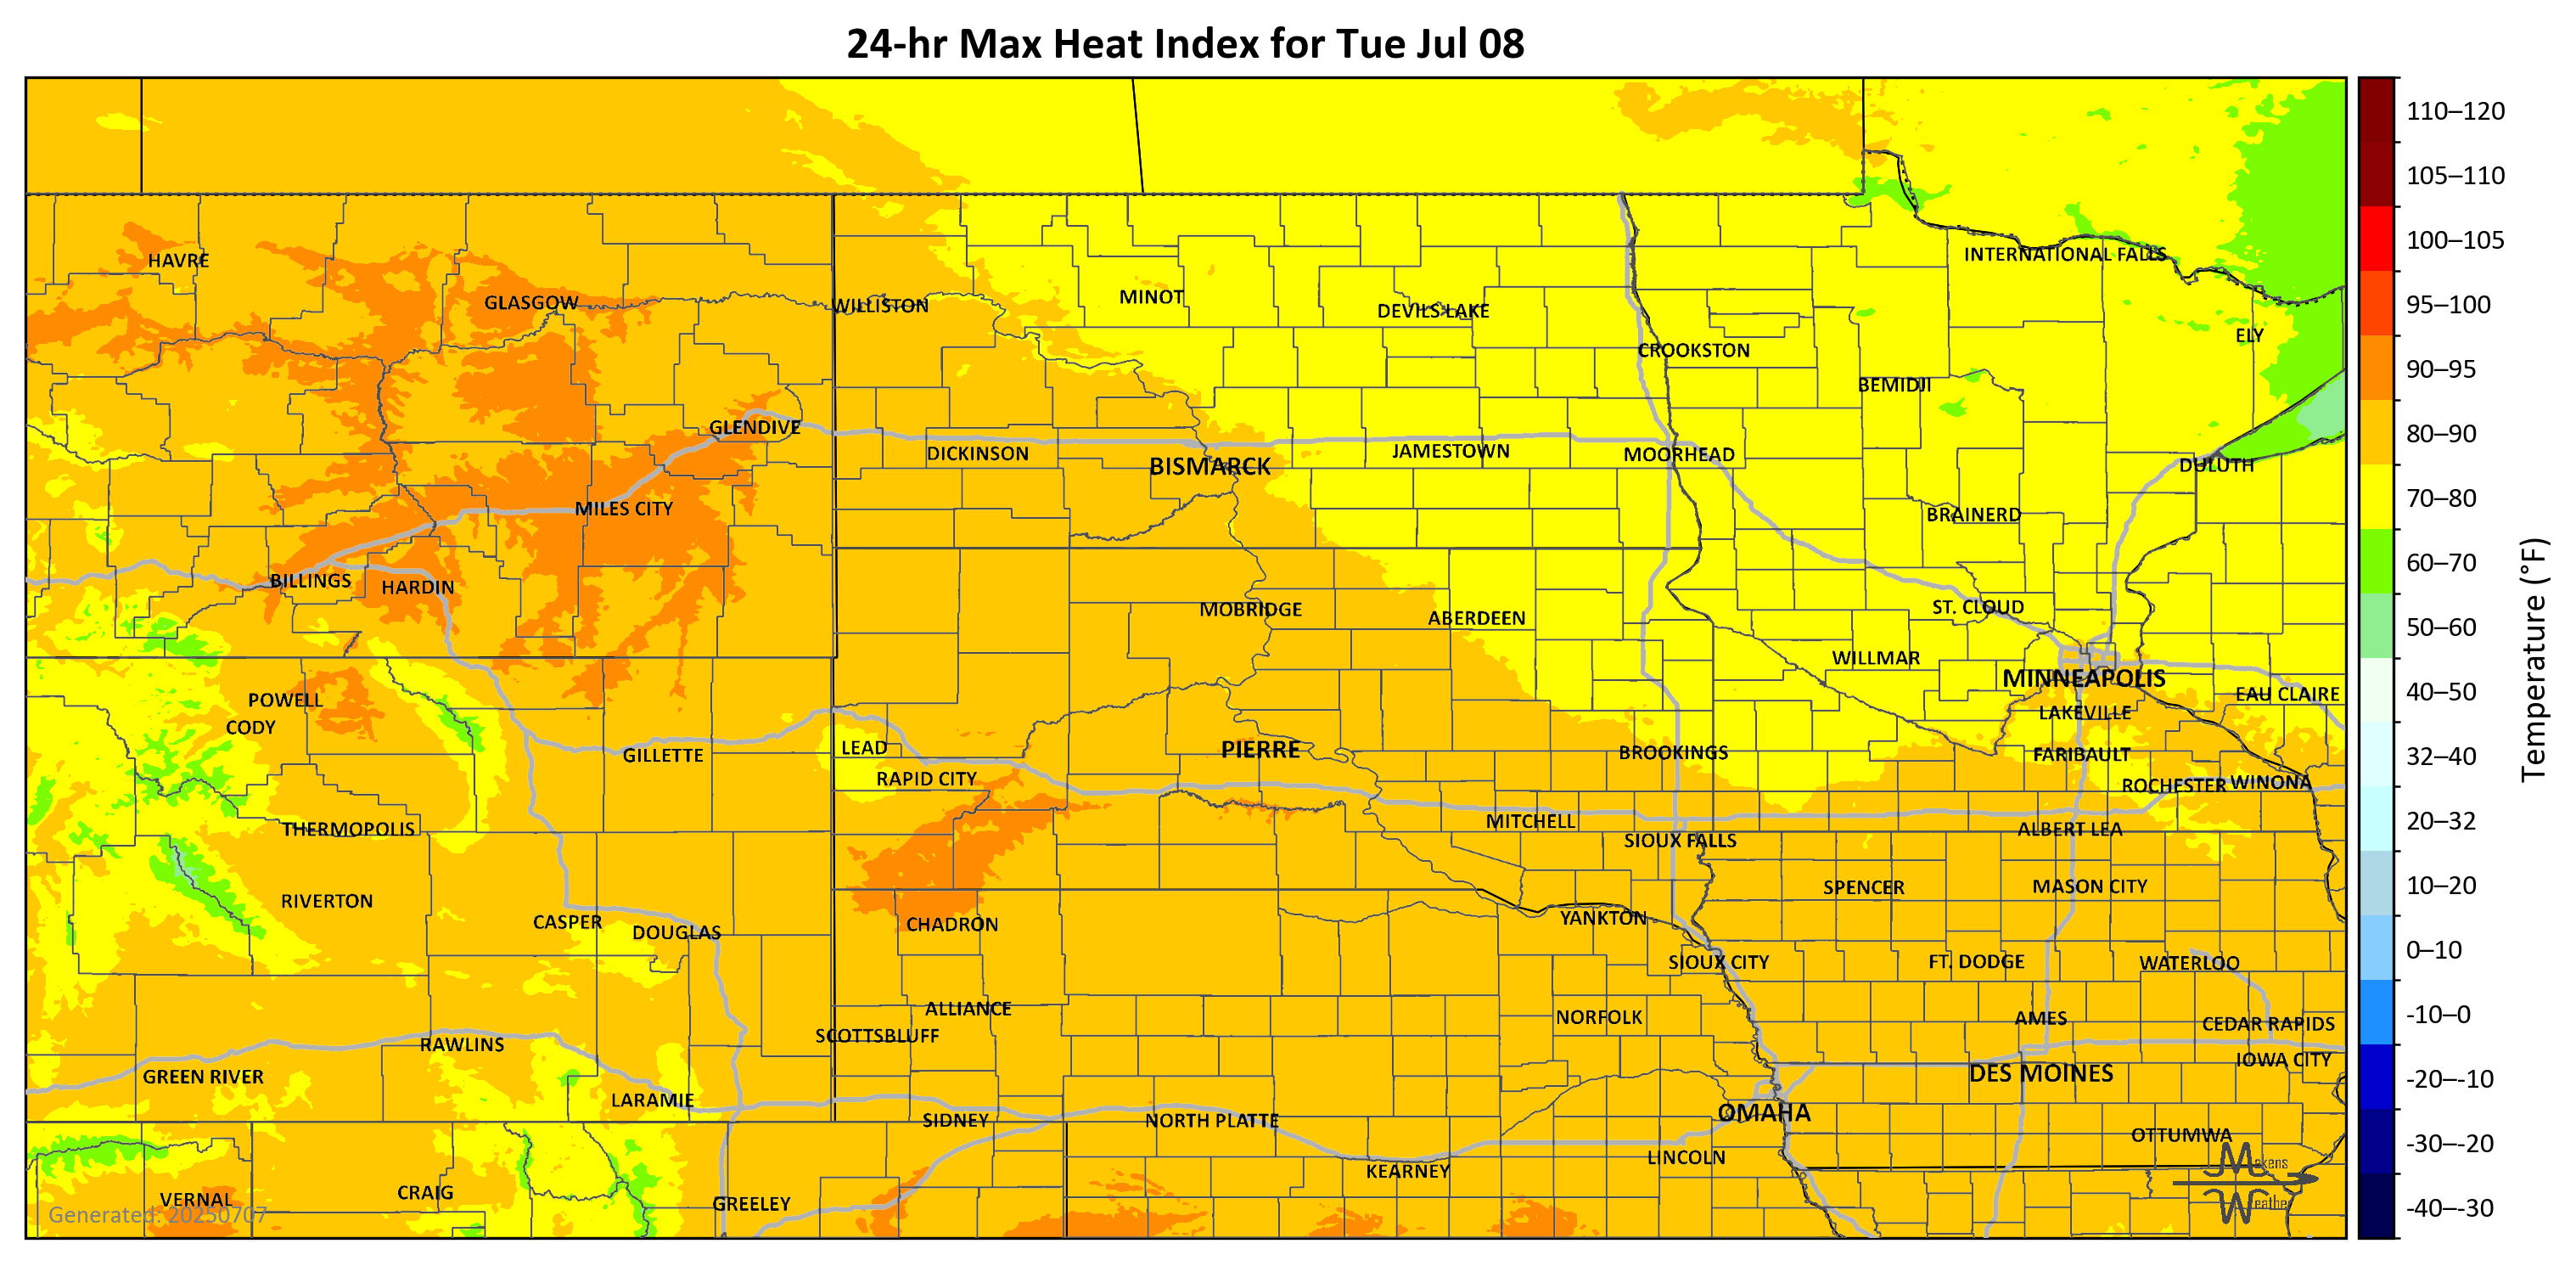 24-hr Max Heat Index for Tue Jul 08
110–120
105–110
100–105
95–100
90–95
80–90
70–80
60–70
50–60
40–50
32–40
20–32
10–20
0–10
-10–0
-20–-10
-30–-20
-40–-30
Temperature (°F)
HAVRE
GLASGOW
WILLISTON
MINOT
DEVILS LAKE
INTERNATIONAL FALLS
ELY
CROOKSTON
BEMIDJI
GLENDIVE
DICKINSON
BISMARCK
JAMESTOWN
MOORHEAD
DULUTH
MILES CITY
BRAINERD
BILLINGS
HARDIN
MOBRIDGE
ABERDEEN
ST. CLOUD
WILLMAR
MINNEAPOLIS
EAU CLAIRE
POWELL
CODY
LAKEVILLE
GILLETTE
LEAD
PIERRE
BROOKINGS
FARIBAULT
RAPID CITY
ROCHESTER
WINONA
THERMOPOLIS
MITCHELL
SIOUX FALLS
ALBERT LEA
RIVERTON
SPENCER
MASON CITY
CASPER
DOUGLAS
CHADRON
YANKTON
SIOUX CITY
FT. DODGE
WATERLOO
ALLIANCE
SCOTTSBLUFF
NORFOLK
AMES
CEDAR RAPIDS
RAWLINS
IOWA CITY
GREEN RIVER
DES MOINES
LARAMIE
SIDNEY
NORTH PLATTE
OMAHA
OTTUMWA
LINCOLN
KEARNEY
VERNAL
CRAIG
GREELEY
Generated: 20250707
Makens
Weather